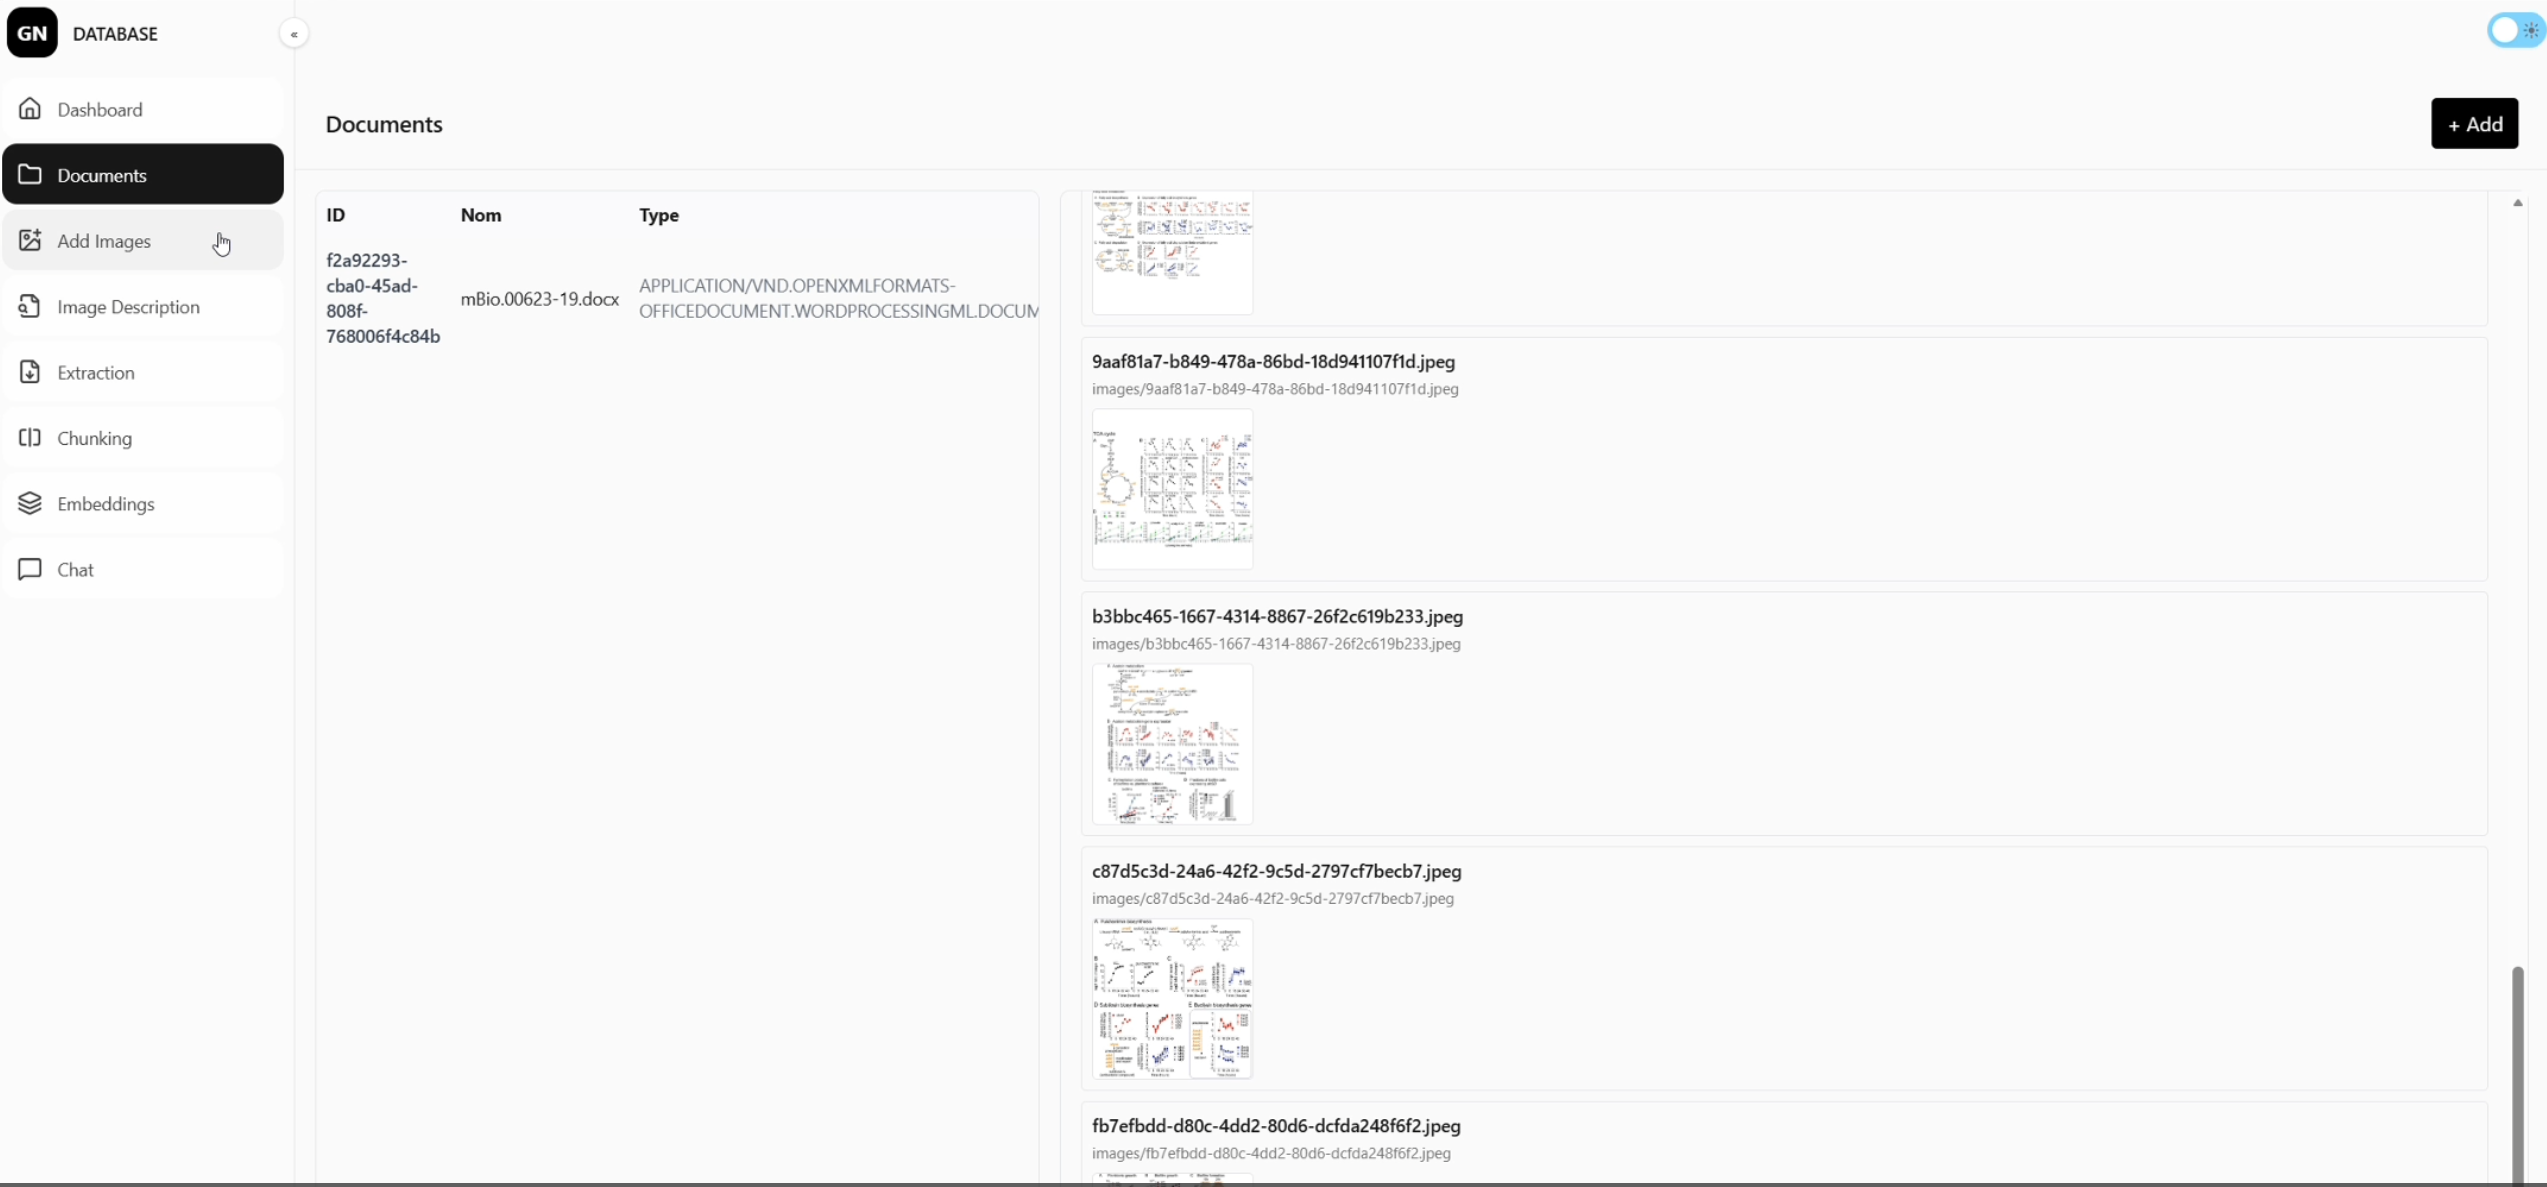 GN DATABASE
«
Dashboard
Documents
Add Images
Image Description
Extraction
Chunking
Embeddings
Chat
Documents
+ Add
ID Nom Type
f2a92293-
cba0-45ad-
808f-
768006f4c84b
mBio.00623-19.docx
APPLICATION/VND.OPENXMLFORMATS-
OFFICEDOCUMENT.WORDPROCESSINGML.DOCUM
9aaf81a7-b849-478a-86bd-18d941107f1d.jpeg
images/9aaf81a7-b849-478a-86bd-18d941107f1d.jpeg
TCA cycle
b3bbc465-1667-4314-8867-26f2c619b233.jpeg
images/b3bbc465-1667-4314-8867-26f2c619b233.jpeg
c87d5c3d-24a6-42f2-9c5d-2797cf7becb7.jpeg
images/c87d5c3d-24a6-42f2-9c5d-2797cf7becb7.jpeg
fb7efbdd-d80c-4dd2-80d6-dcfda248f6f2.jpeg
images/fb7efbdd-d80c-4dd2-80d6-dcfda248f6f2.jpeg